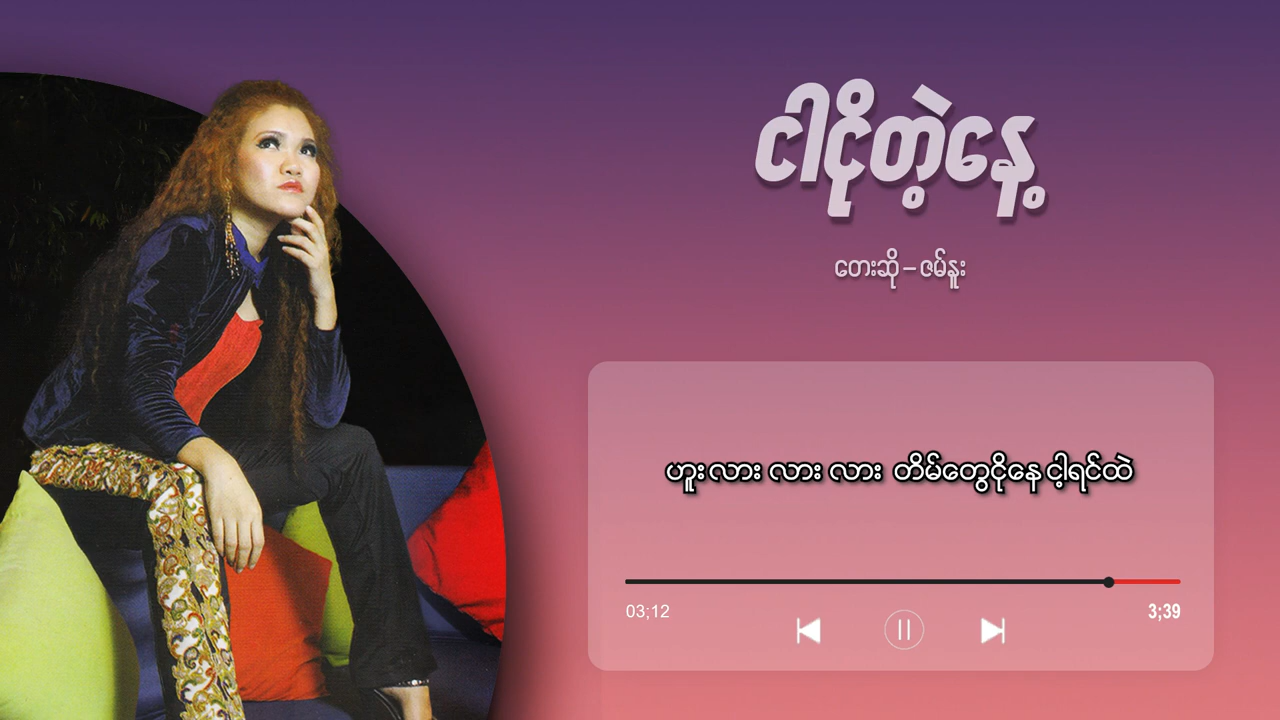 ငါငိုတဲ့နေ့
တေးဆို – ဇမ်နူး
ဟူးလား လား လား တိမ်တွေငိုနေ ငါ့ရင်ထဲ
03;12
3;39